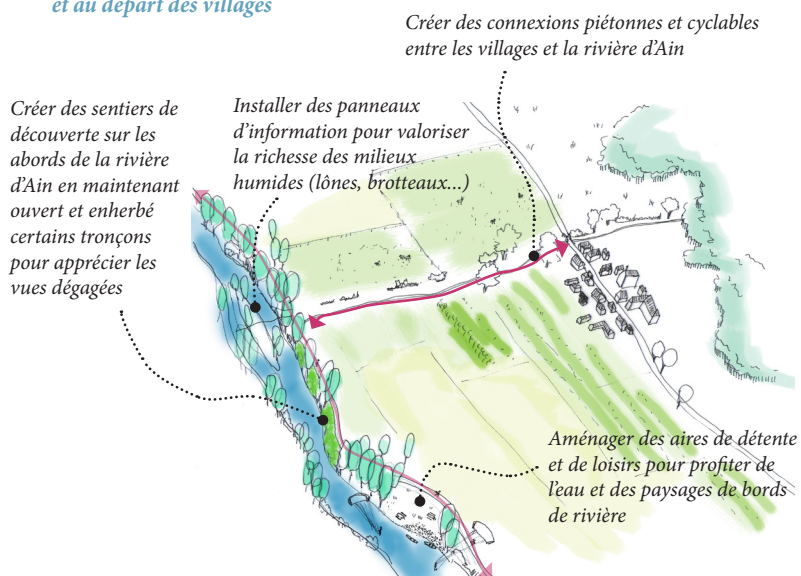 et au départ des villages
Créer des connexions piétonnes et cyclables
entre les villages et la rivière d'Ain
Créer des sentiers de
découverte sur les
abords de la rivière
d'Ain en maintenant
ouvert et enherbé
certains tronçons
pour apprécier les
vues dégagées
Installer des panneaux
d'information pour valoriser
la richesse des milieux
humides (lônes, brotteaux...)
Aménager des aires de détente
et de loisirs pour profiter de
l'eau et des paysages de bords
de rivière